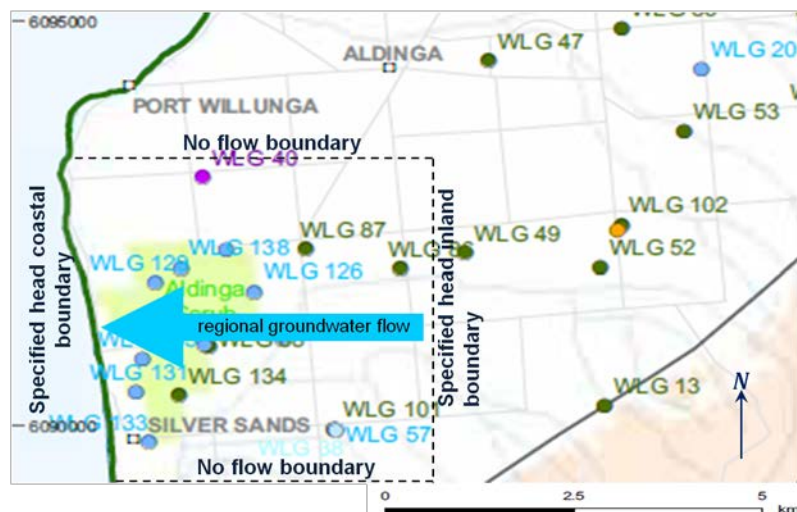 6095000
WLG 47
ALDINGA
WLG 20
PORT WILLUNGA
WLG 53
No flow boundary
WLG 40
WLG 102
WLG 87
WLG 138
WLG 49
WLG 129
WLG 52
WLG 126
Aldinga
Scrub
regional groundwater flow
Specified head coastal
boundary
Specified head inland
boundary
WLG 131
WLG 134
WLG 13
N
WLG 101
WLG 133
SILVER SANDS
WLG 57
6090000
WLG 38
No flow boundary
0
2.5
5
km